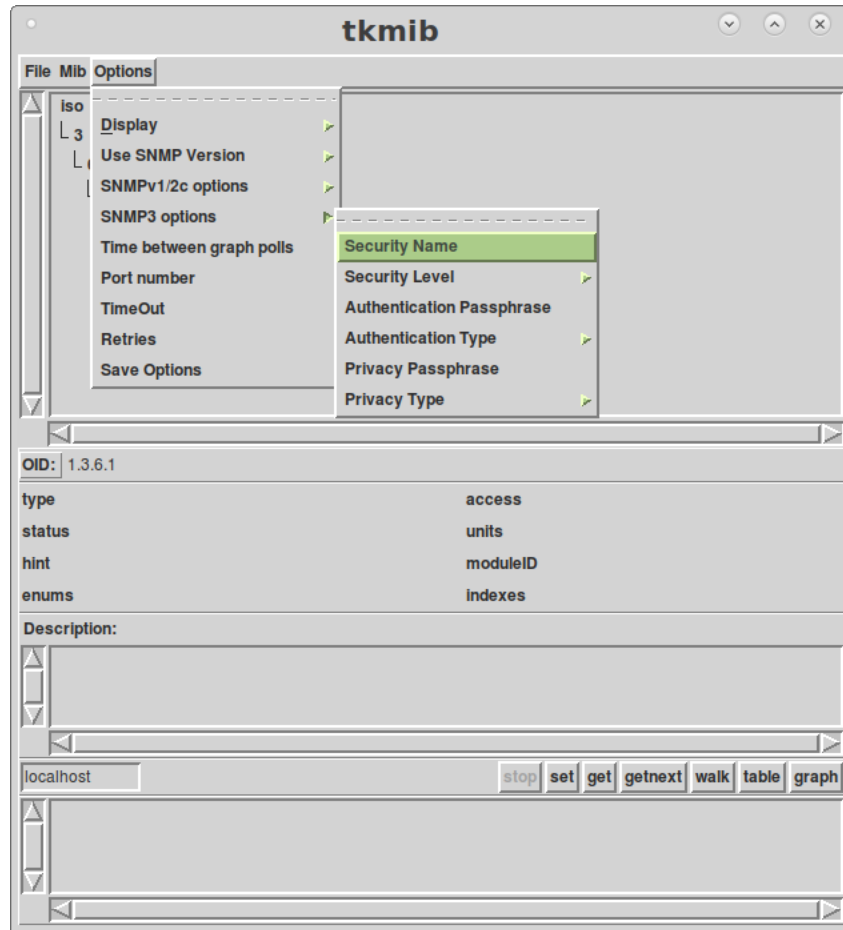 tkmib
File Mib Options
iso
3
Display
Use SNMP Version
SNMPv1/2c options
SNMP3 options
Time between graph polls
Port number
TimeOut
Retries
Save Options
Security Name
Security Level
Authentication Passphrase
Authentication Type
Privacy Passphrase
Privacy Type
OID: 1.3.6.1
type access
status units
hint moduleID
enums indexes
Description:
localhost stop set get getnext walk table graph